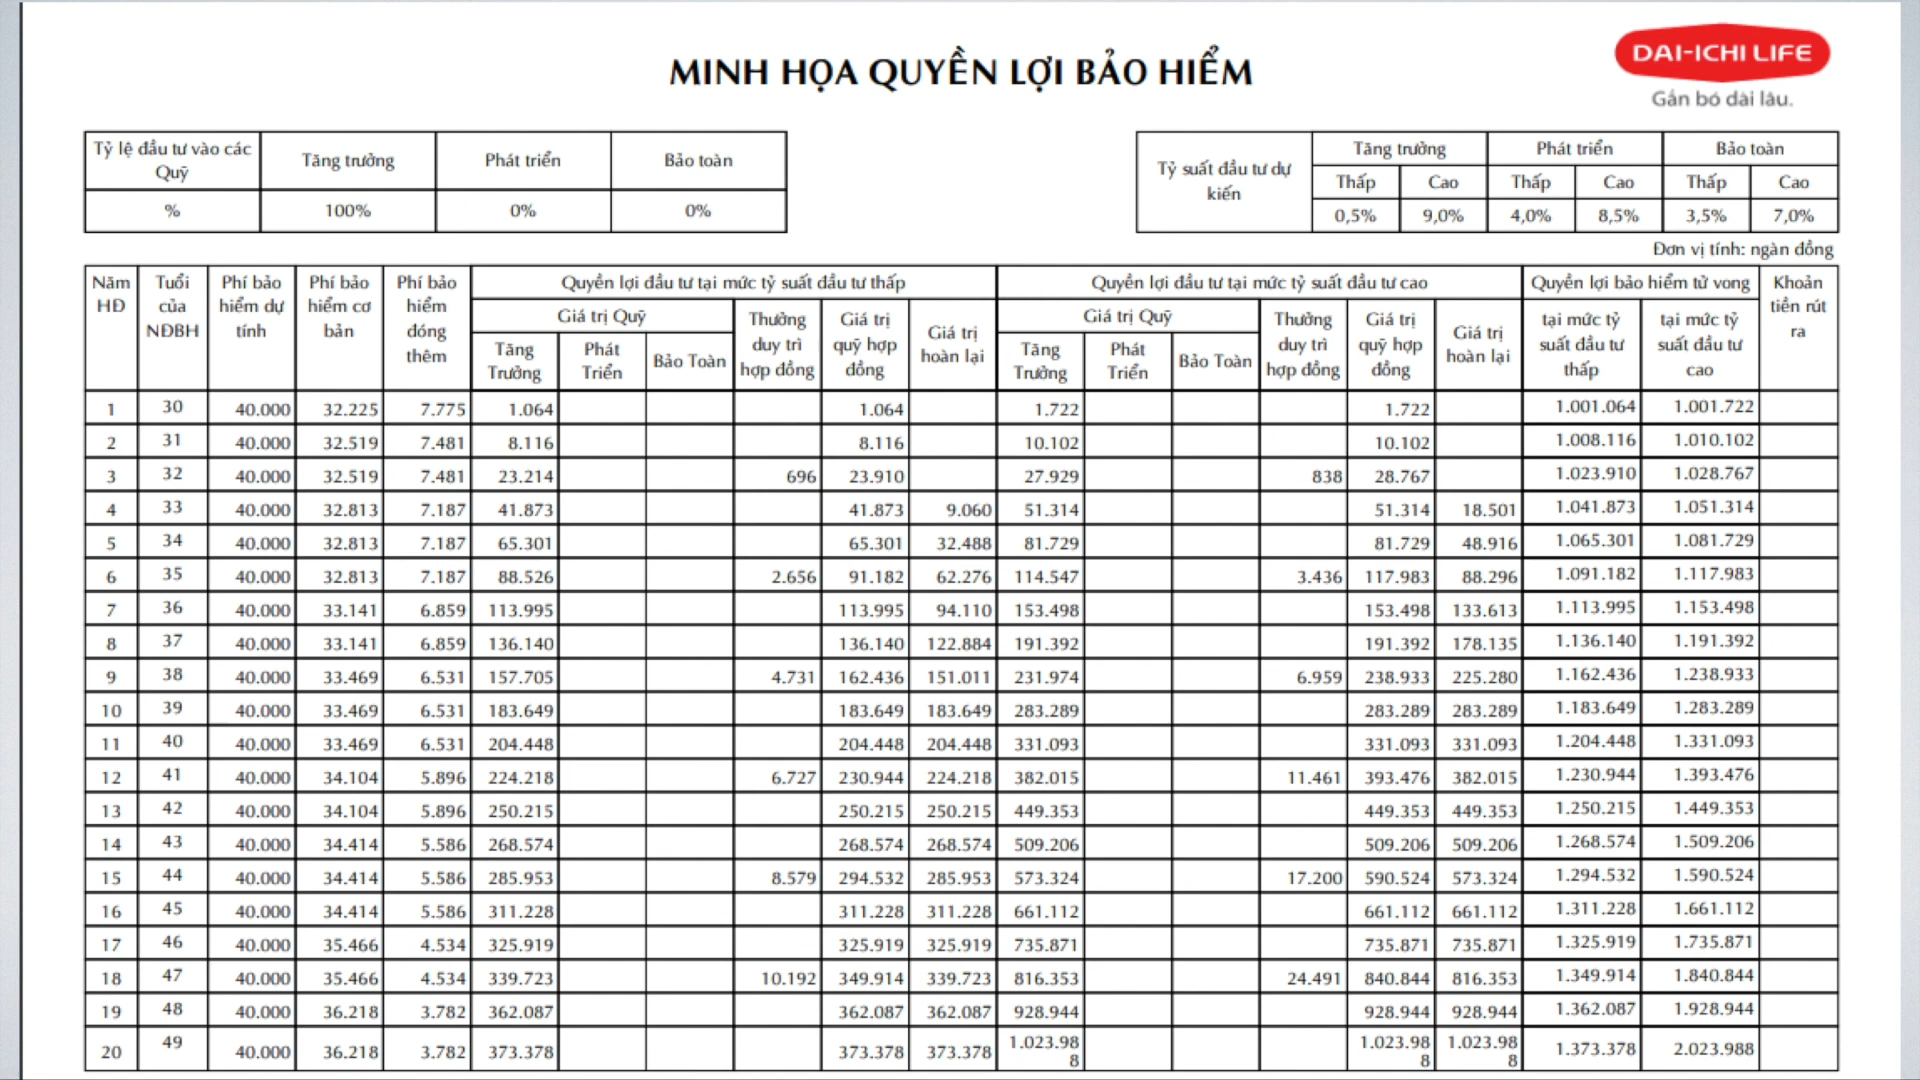 MINH HỌA QUYỀN LỢI BẢO HIỂM
DAI-ICHI LIFE
Gắn bó dài lâu.
Tỷ lệ đầu tư vào các Quỹ Tăng trưởng Phát triển Bảo toàn
% 100% 0% 0%
Tỷ suất đầu tư dự kiến Tăng trưởng Phát triển Bảo toàn
Thấp Cao Thấp Cao Thấp Cao
0,5% 9,0% 4,0% 8,5% 3,5% 7,0%
Đơn vị tính: ngàn đồng
Năm HĐ Tuổi của NĐBH Phí bảo hiểm dự tính Phí bảo hiểm cơ bản Phí bảo hiểm đóng thêm Quyền lợi đầu tư tại mức tỷ suất đầu tư thấp Quyền lợi đầu tư tại mức tỷ suất đầu tư cao Quyền lợi bảo hiểm tử vong Khoản tiền rút ra
Giá trị Quỹ Thưởng duy trì hợp đồng Giá trị quỹ hợp đồng Giá trị hoàn lại Giá trị Quỹ Thưởng duy trì hợp đồng Giá trị quỹ hợp đồng Giá trị hoàn lại tại mức tỷ suất đầu tư thấp tại mức tỷ suất đầu tư cao
Tăng Trưởng Phát Triển Bảo Toàn Tăng Trưởng Phát Triển Bảo Toàn
1 30 40.000 32.225 7.775 1.064 1.064 1.722 1.722 1.001.064 1.001.722
2 31 40.000 32.519 7.481 8.116 8.116 10.102 10.102 1.008.116 1.010.102
3 32 40.000 32.519 7.481 23.214 696 23.910 27.929 838 28.767 1.023.910 1.028.767
4 33 40.000 32.813 7.187 41.873 41.873 9.060 51.314 51.314 18.501 1.041.873 1.051.314
5 34 40.000 32.813 7.187 65.301 65.301 32.488 81.729 81.729 48.916 1.065.301 1.081.729
6 35 40.000 32.813 7.187 88.526 2.656 91.182 62.276 114.547 3.436 117.983 88.296 1.091.182 1.117.983
7 36 40.000 33.141 6.859 113.995 113.995 94.110 153.498 153.498 133.613 1.113.995 1.153.498
8 37 40.000 33.141 6.859 136.140 136.140 122.884 191.392 191.392 178.135 1.136.140 1.191.392
9 38 40.000 33.469 6.531 157.705 4.731 162.436 151.011 231.974 6.959 238.933 225.280 1.162.436 1.238.933
10 39 40.000 33.469 6.531 183.649 183.649 183.649 283.289 283.289 283.289 1.183.649 1.283.289
11 40 40.000 33.469 6.531 204.448 204.448 204.448 331.093 331.093 331.093 1.204.448 1.331.093
12 41 40.000 34.104 5.896 224.218 6.727 230.944 224.218 382.015 11.461 393.476 382.015 1.230.944 1.393.476
13 42 40.000 34.104 5.896 250.215 250.215 250.215 449.353 449.353 449.353 1.250.215 1.449.353
14 43 40.000 34.414 5.586 268.574 268.574 268.574 509.206 509.206 509.206 1.268.574 1.509.206
15 44 40.000 34.414 5.586 285.953 8.579 294.532 285.953 573.324 17.200 590.524 573.324 1.294.532 1.590.524
16 45 40.000 34.414 5.586 311.228 311.228 311.228 661.112 661.112 661.112 1.311.228 1.661.112
17 46 40.000 35.466 4.534 325.919 325.919 325.919 735.871 735.871 735.871 1.325.919 1.735.871
18 47 40.000 35.466 4.534 339.723 10.192 349.914 339.723 816.353 24.491 840.844 816.353 1.349.914 1.840.844
19 48 40.000 36.218 3.782 362.087 362.087 362.087 928.944 928.944 928.944 1.362.087 1.928.944
20 49 40.000 36.218 3.782 373.378 373.378 373.378 1.023.988 1.023.988 1.023.988 1.373.378 2.023.988